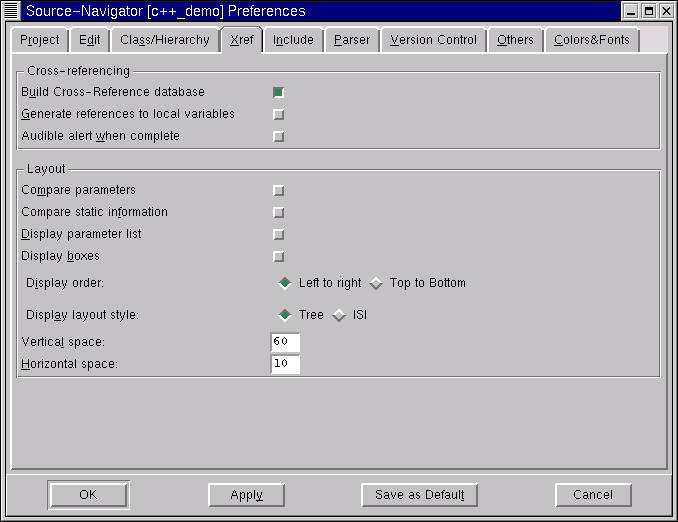 Source-Navigator [c++_demo] Preferences
Project Edit Class/Hierarchy Xref Include Parser Version Control Others Colors&Fonts
Cross-referencing
Build Cross-Reference database
Generate references to local variables
Audible alert when complete
Layout
Compare parameters
Compare static information
Display parameter list
Display boxes
Display order: Left to right Top to Bottom
Display layout style: Tree ISI
Vertical space: 60
Horizontal space: 10
OK Apply Save as Default Cancel